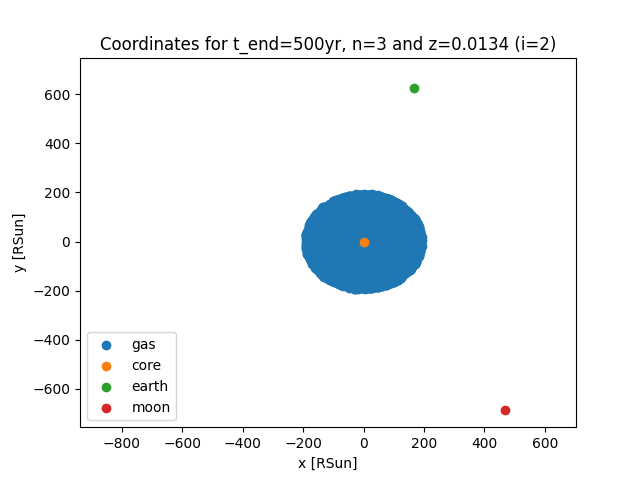 Coordinates for t_end=500yr, n=3 and z=0.0134 (i=2)
y [RSun]
600
400
200
0
−200
−400
−600
gas
core
earth
moon
−800
−600
−400
−200
0
200
400
600
x [RSun]